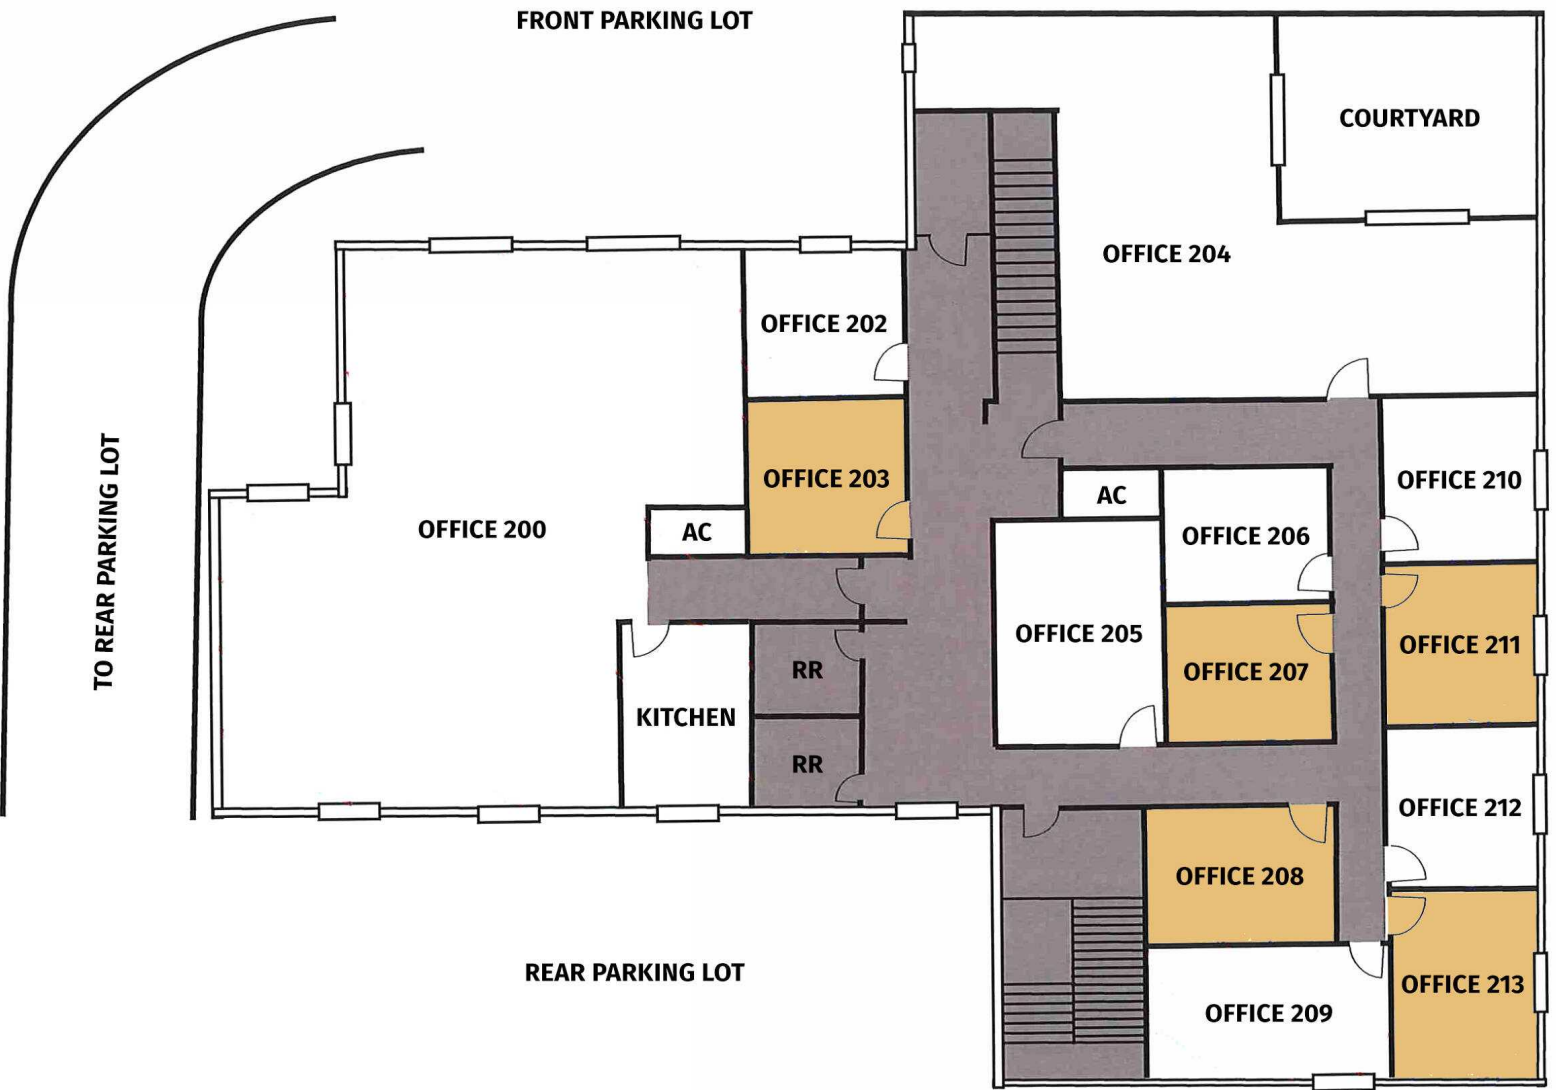 FRONT PARKING LOT
COURTYARD
OFFICE 204
OFFICE 202
OFFICE 203
OFFICE 210
AC
OFFICE 200
AC
OFFICE 206
TO REAR PARKING LOT
OFFICE 205
OFFICE 211
RR
OFFICE 207
KITCHEN
RR
OFFICE 212
OFFICE 208
REAR PARKING LOT
OFFICE 213
OFFICE 209